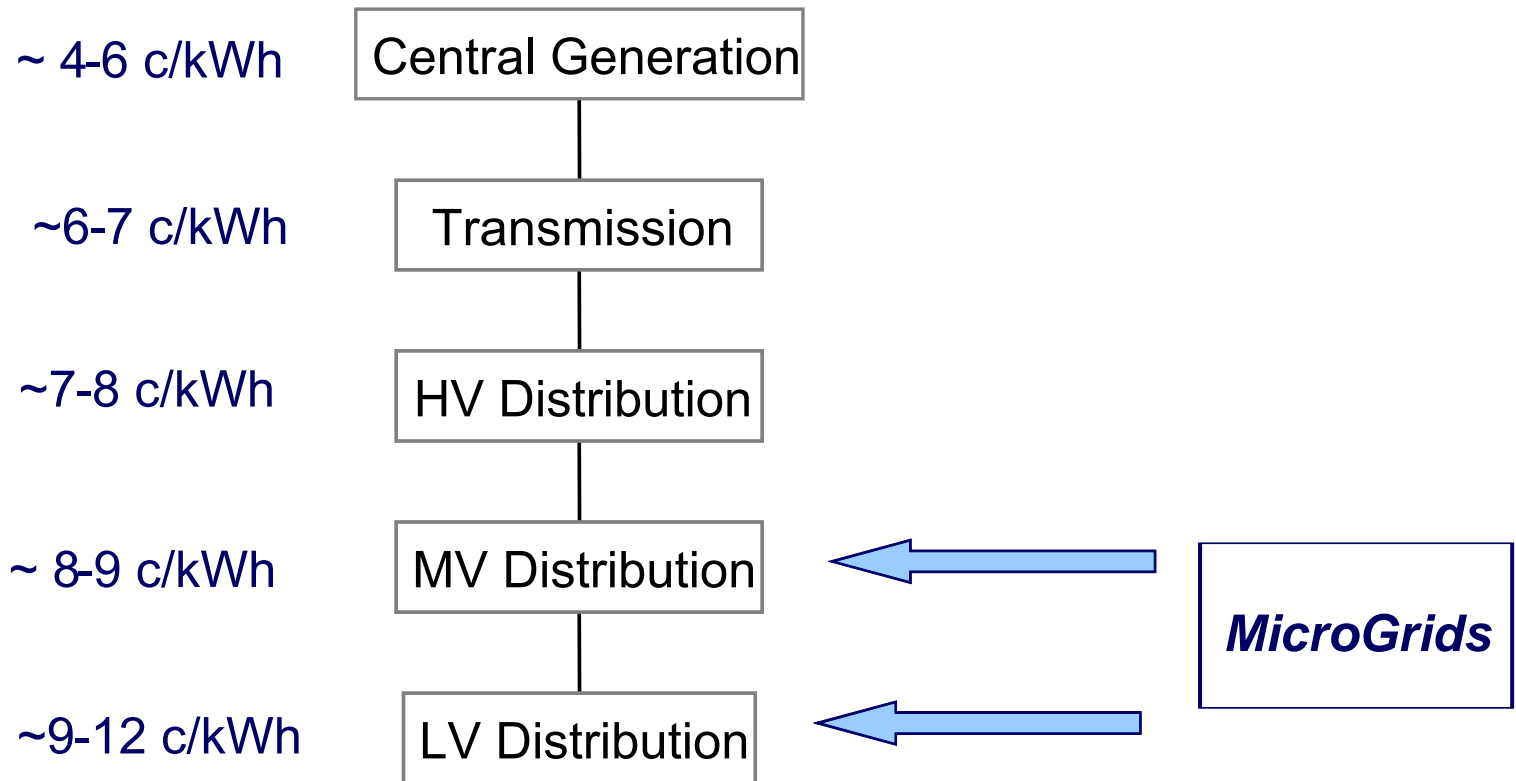 ~ 4-6 c/kWh
Central Generation
~6-7 c/kWh
Transmission
~7-8 c/kWh
HV Distribution
~ 8-9 c/kWh
MV Distribution
MicroGrids
~9-12 c/kWh
LV Distribution